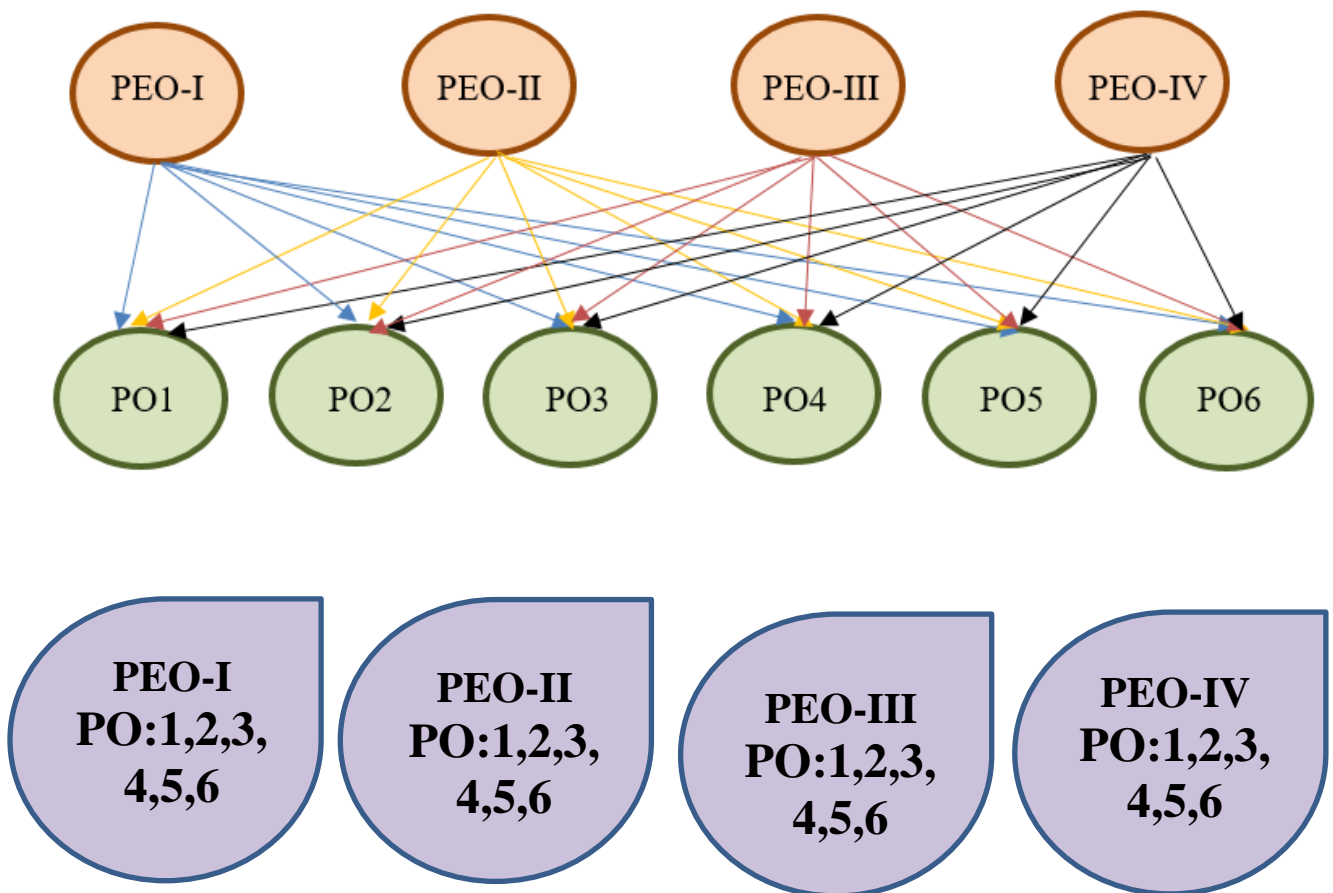 PEO-I
PEO-II
PEO-III
PEO-IV
PO1
PO2
PO3
PO4
PO5
PO6
PEO-I
PO:1,2,3,
4,5,6
PEO-II
PO:1,2,3,
4,5,6
PEO-III
PO:1,2,3,
4,5,6
PEO-IV
PO:1,2,3,
4,5,6